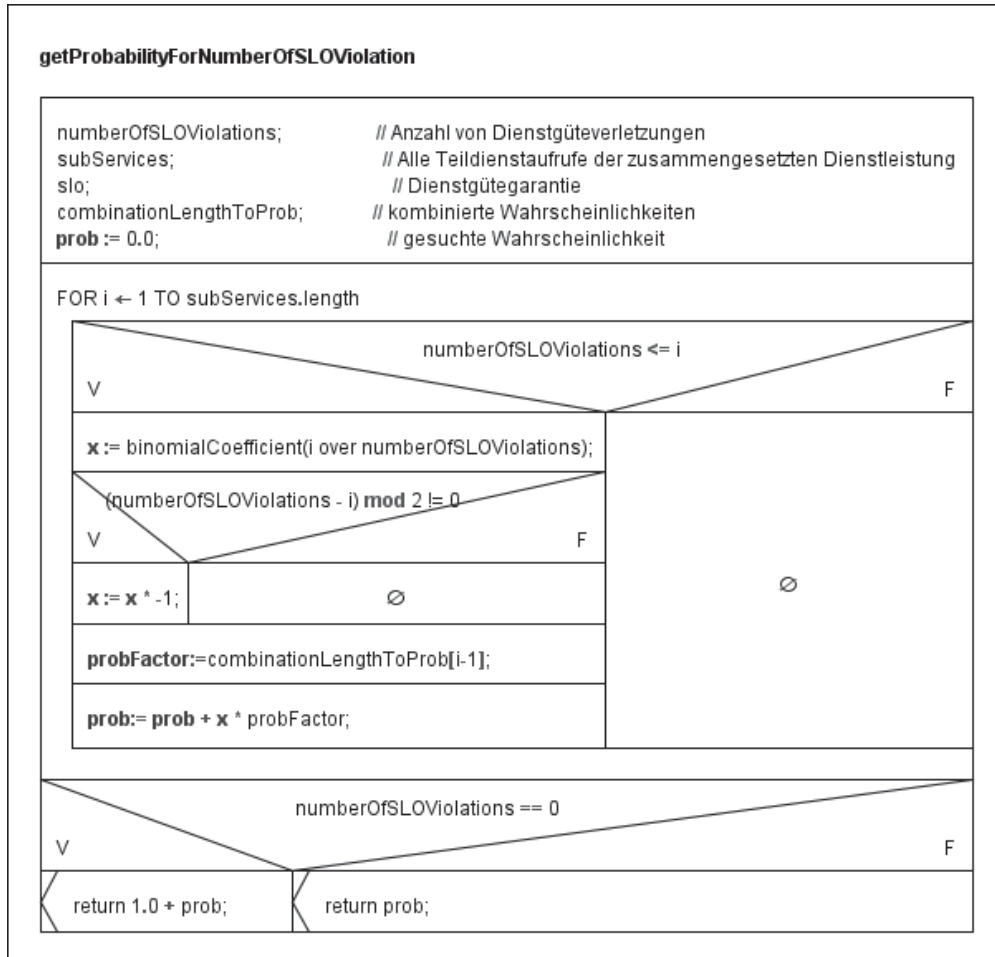 getProbabilityForNumberOfSLOViolation
numberOfSLOViolations; // Anzahl von Dienstgüteverletzungen
subServices; // Alle Teildienstaufrufe der zusammengesetzten Dienstleistung
slo; // Dienstgütegarantie
combinationLengthToProb; // kombinierte Wahrscheinlichkeiten
prob := 0.0; // gesuchte Wahrscheinlichkeit
FOR i ← 1 TO subServices.length
numberOfSLOViolations <= i
V F
x := binomialCoefficient(i over numberOfSLOViolations);
(numberOfSLOViolations - i) mod 2 != 0
V F
x := x * -1; ∅ ∅
probFactor:=combinationLengthToProb[i-1];
prob:= prob + x * probFactor;
numberOfSLOViolations == 0
V F
return 1.0 + prob; return prob;